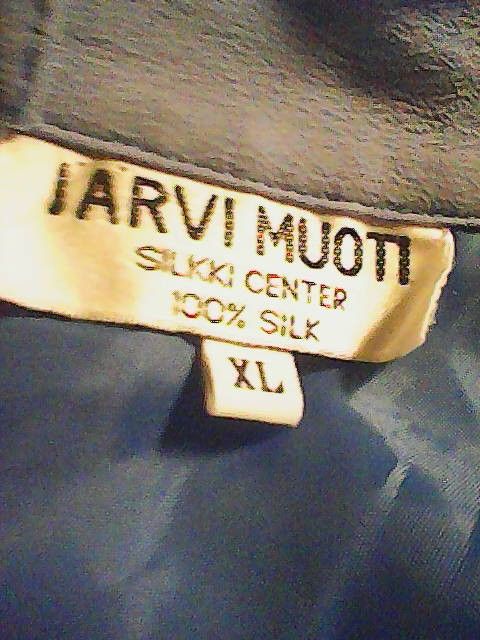 JARVI MUOTI
SILKKI CENTER
100% SILK
XL